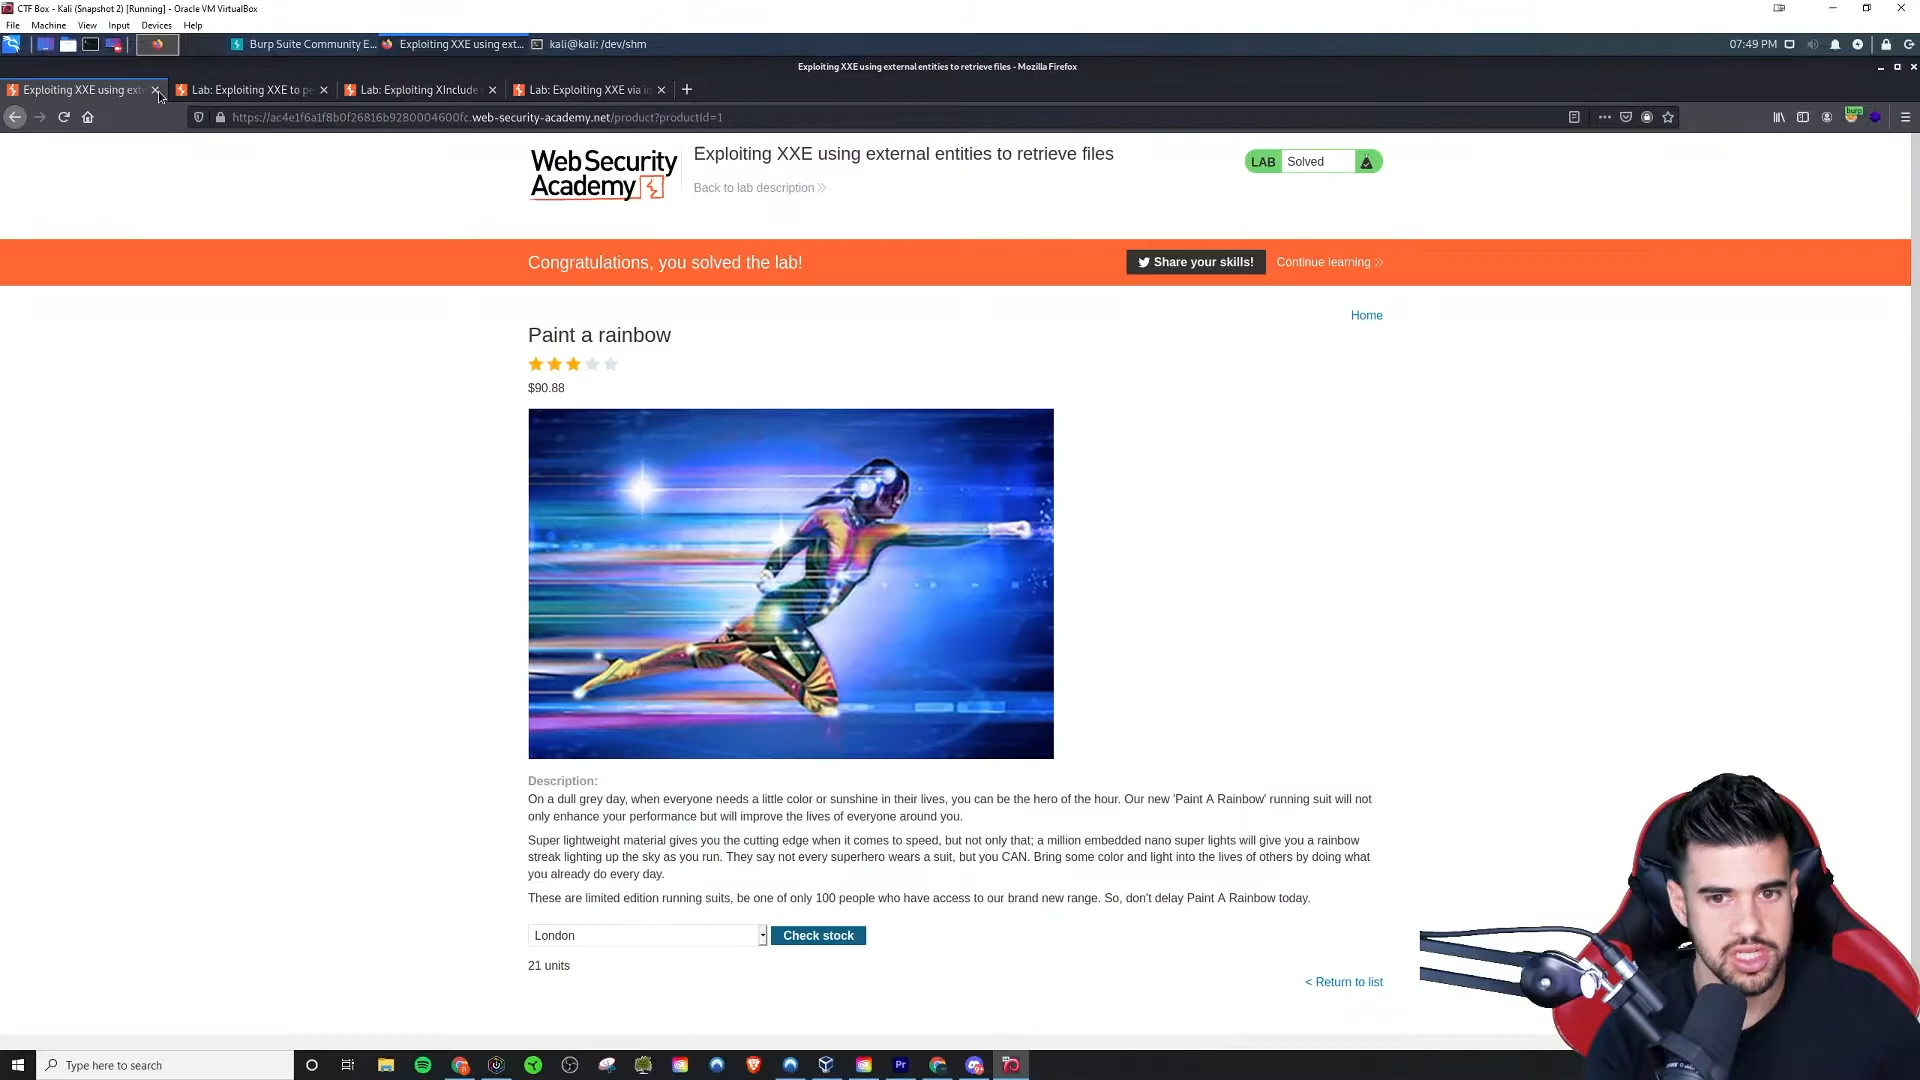 CTF Box - Kali (Snapshot 2) [Running] - Oracle VM VirtualBox
File Machine View Input Devices Help
Burp Suite Community E... Exploiting XXE using ext... kali@kali: /dev/shm 07:49 PM
Exploiting XXE using external entities to retrieve files - Mozilla Firefox
Exploiting XXE using exte Lab: Exploiting XXE to pe Lab: Exploiting XInclude Lab: Exploiting XXE via in
https://ac4e1f6a1f8b0f26816b9280004600fc.web-security-academy.net/product?productId=1
burp
Web Security
Academy
Exploiting XXE using external entities to retrieve files
Back to lab description
LAB Solved
Congratulations, you solved the lab!
Share your skills!
Continue learning
Home
Paint a rainbow
$90.88
Description:
On a dull grey day, when everyone needs a little color or sunshine in their lives, you can be the hero of the hour. Our new 'Paint A Rainbow' running suit will not
only enhance your performance but will improve the lives of everyone around you.
Super lightweight material gives you the cutting edge when it comes to speed, but not only that; a million embedded nano super lights will give you a rainbow
streak lighting up the sky as you run. They say not every superhero wears a suit, but you CAN. Bring some color and light into the lives of others by doing what
you already do every day.
These are limited edition running suits, be one of only 100 people who have access to our brand new range. So, don't delay Paint A Rainbow today.
London
Check stock
21 units
< Return to list
Type here to search
Pr